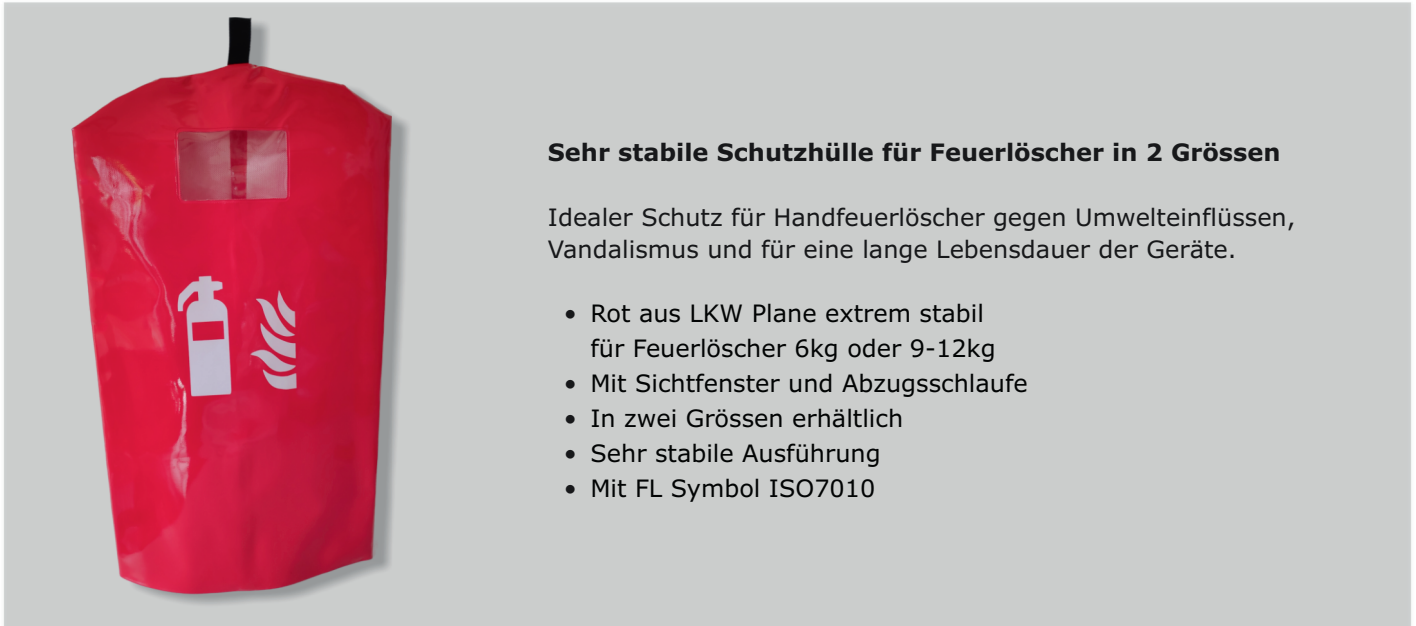 Sehr stabile Schutzhülle für Feuerlöscher in 2 Grössen
Idealer Schutz für Handfeuerlöscher gegen Umwelteinflüssen,
Vandalismus und für eine lange Lebensdauer der Geräte.
• Rot aus LKW Plane extrem stabil
für Feuerlöscher 6kg oder 9-12kg
• Mit Sichtfenster und Abzugsschlaufe
• In zwei Grössen erhältlich
• Sehr stabile Ausführung
• Mit FL Symbol ISO7010